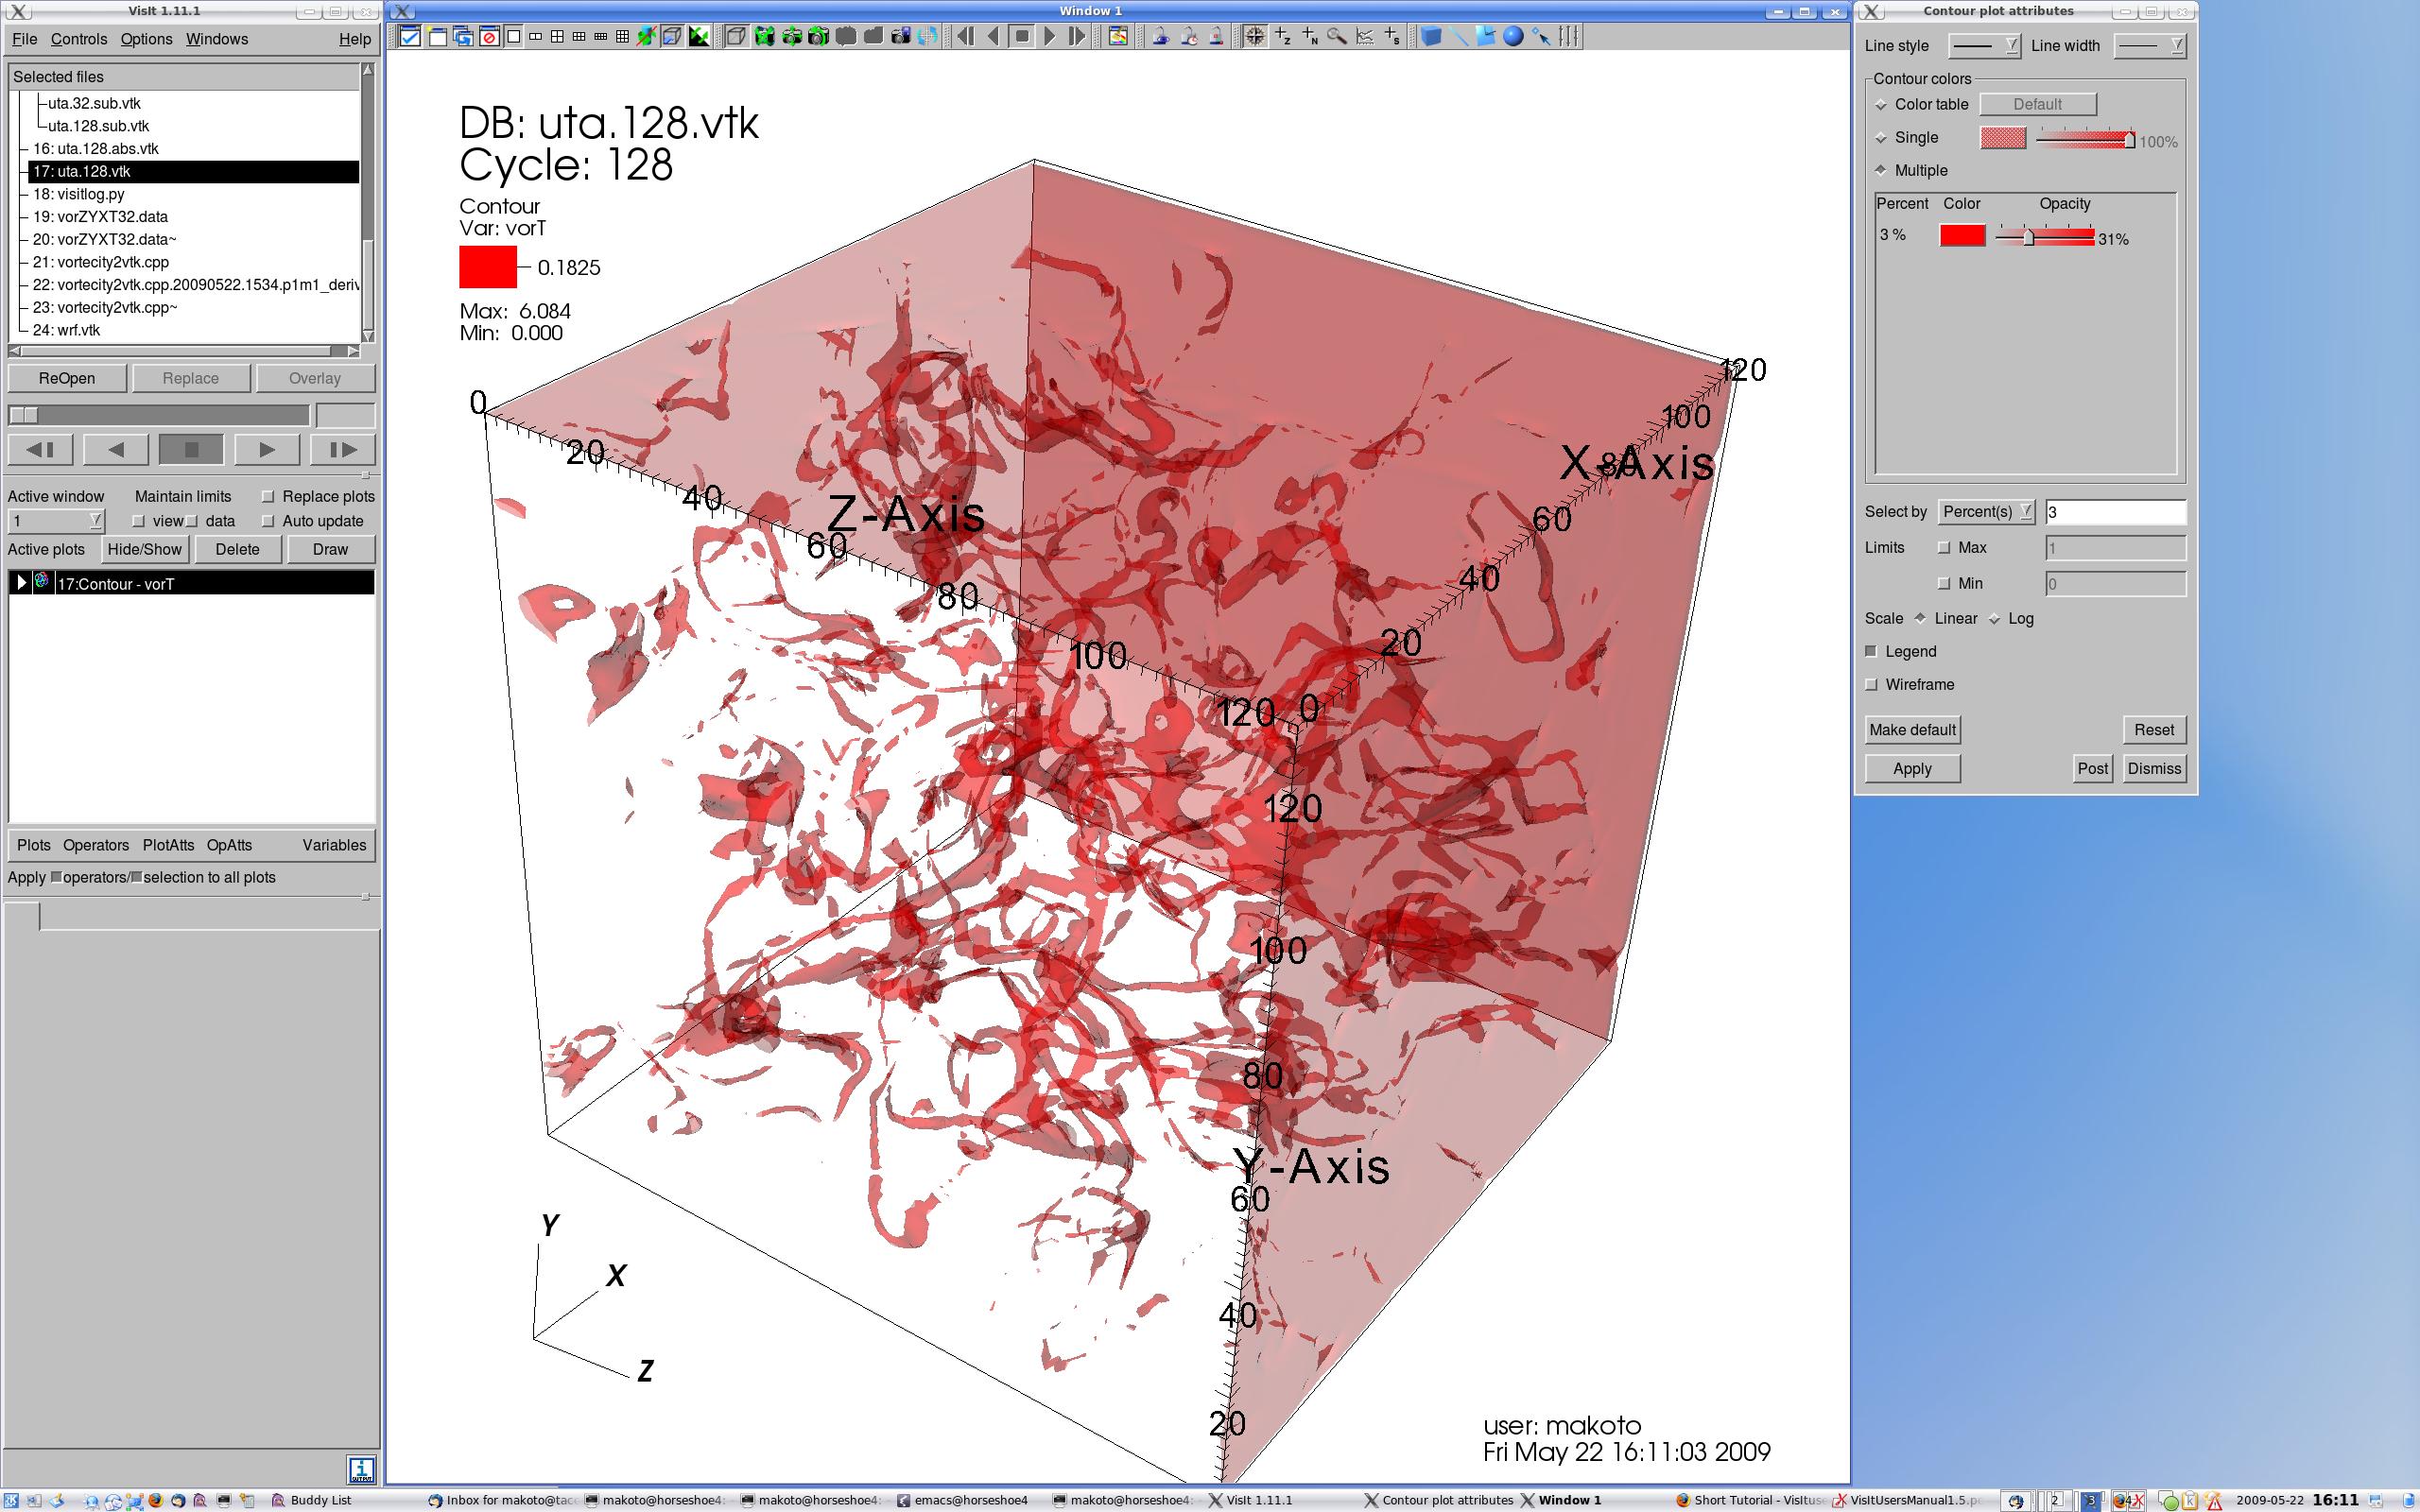 VisIt 1.11.1
File Controls Options Windows Help
Selected files
uta.32.sub.vtk
uta.128.sub.vtk
16: uta.128.abs.vtk
17: uta.128.vtk
18: visitlog.py
19: vorZYXT32.data
20: vorZYXT32.data~
21: vortecity2vtk.cpp
22: vortecity2vtk.cpp.20090522.1534.p1m1_deriv
23: vortecity2vtk.cpp~
24: wrf.vtk
ReOpen Replace Overlay
Active window Maintain limits Replace plots
1 view data Auto update
Active plots Hide/Show Delete Draw
17:Contour - vorT
Plots Operators PlotAtts OpAtts Variables
Apply operators/ selection to all plots
Window 1
DB: uta.128.vtk
Cycle: 128
Contour
Var: vorT
0.1825
Max: 6.084
Min: 0.000
0
20
40
60
80
100
120
Z-Axis
0
20
40
60
80
100
120
X-Axis
120
100
80
60
40
20
Y-Axis
Y
X
Z
user: makoto
Fri May 22 16:11:03 2009
Contour plot attributes
Line style Line width
Contour colors
Color table Default
Single 100%
Multiple
Percent Color Opacity
3 % 31%
Select by Percent(s) 3
Limits Max 1
Min 0
Scale Linear Log
Legend
Wireframe
Make default Reset
Apply Post Dismiss
Buddy List Inbox for makoto@tac makoto@horseshoe4: makoto@horseshoe4: emacs@horseshoe4 makoto@horseshoe4: VisIt 1.11.1 Contour plot attributes Window 1 Short Tutorial - VisItuse VisItUsersManual1.5.p 2 3 4 2009-05-22 16:11